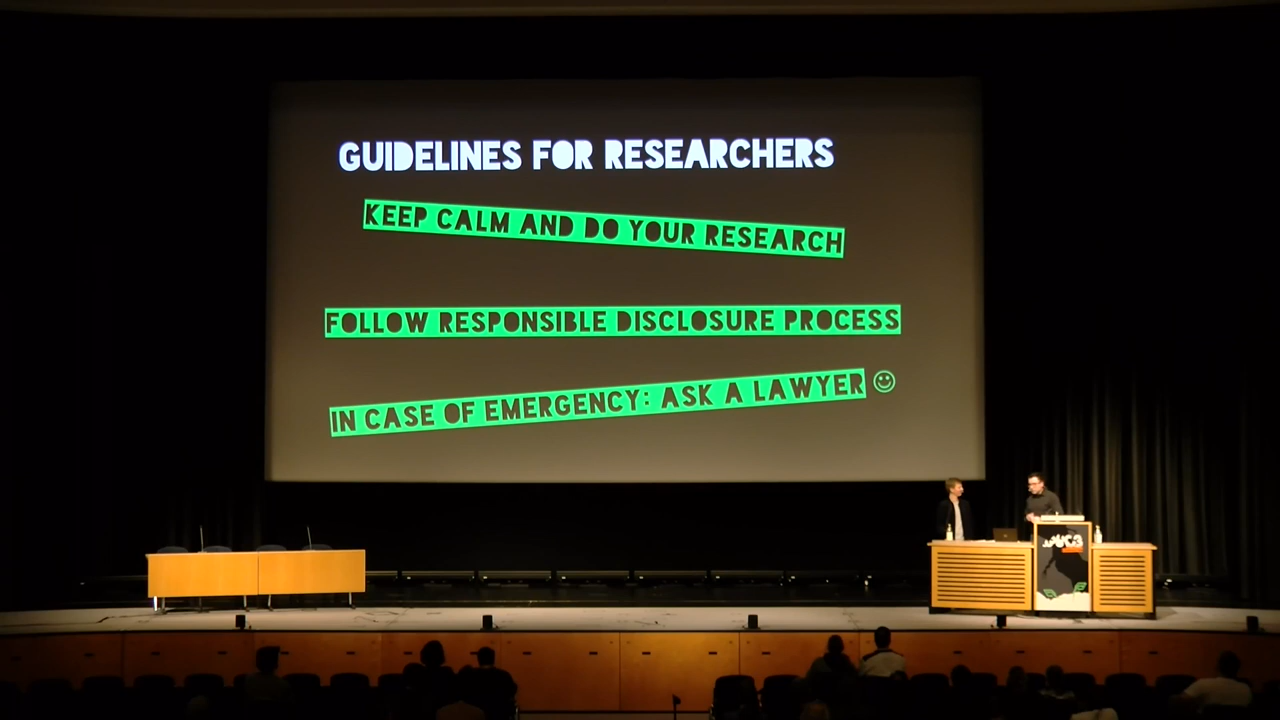 GUIDELINES FOR RESEARCHERS
KEEP CALM AND DO YOUR RESEARCH
FOLLOW RESPONSIBLE DISCLOSURE PROCESS
IN CASE OF EMERGENCY: ASK A LAWYER ☺